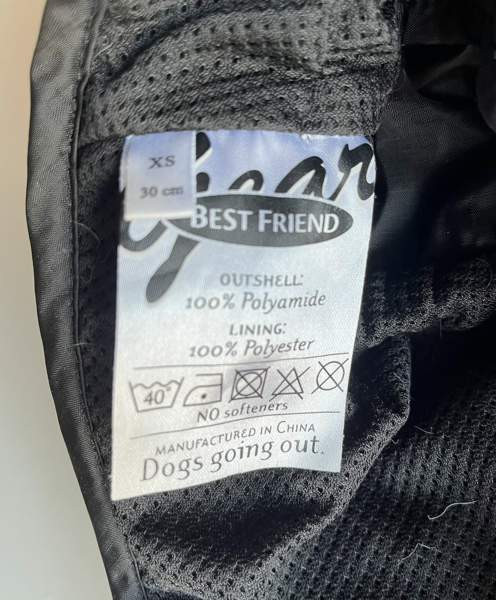 XS
30 cm
gear
BEST FRIEND
OUTSHELL:
100% Polyamide
LINING:
100% Polyester
40°
NO softeners
MANUFACTURED IN CHINA
Dogs going out.